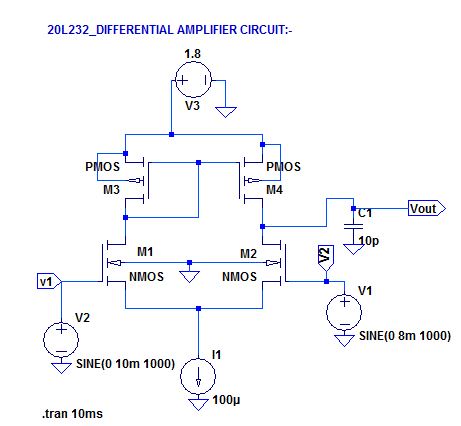 20L232_DIFFERENTIAL AMPLIFIER CIRCUIT:-
1.8
V3
PMOS
M3
PMOS
M4
C1
10p
Vout
M1
NMOS
M2
NMOS
V2
v1
V2
SINE(0 10m 1000)
V1
SINE(0 8m 1000)
I1
100µ
.tran 10ms